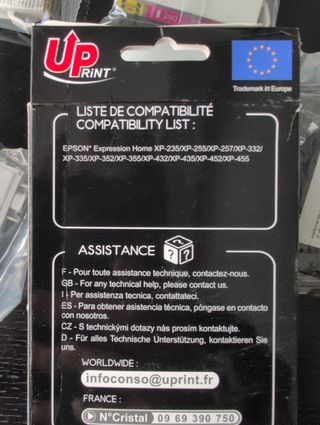 UP
PRINT®
Trademark in Europe
LISTE DE COMPATIBILITÉ
COMPATIBILITY LIST :
EPSON* Expression Home XP-235/XP-255/XP-257/XP-332/
XP-335/XP-352/XP-355/XP-432/XP-435/XP-452/XP-455
ASSISTANCE ? ?
F - Pour toute assistance technique, contactez-nous.
GB - For any technical help, please contact us.
I - Per assistenza tecnica, contattateci.
ES - Para obtener asistencia técnica, póngase en contacto
con nosotros.
CZ - S technickými dotazy nás prosím kontaktujte.
D - Für alles Technische Unterstützung, kontaktieren Sie
uns.
WORLDWIDE :
infoconso@uprint.fr
FRANCE :
N°Cristal 09 69 390 750